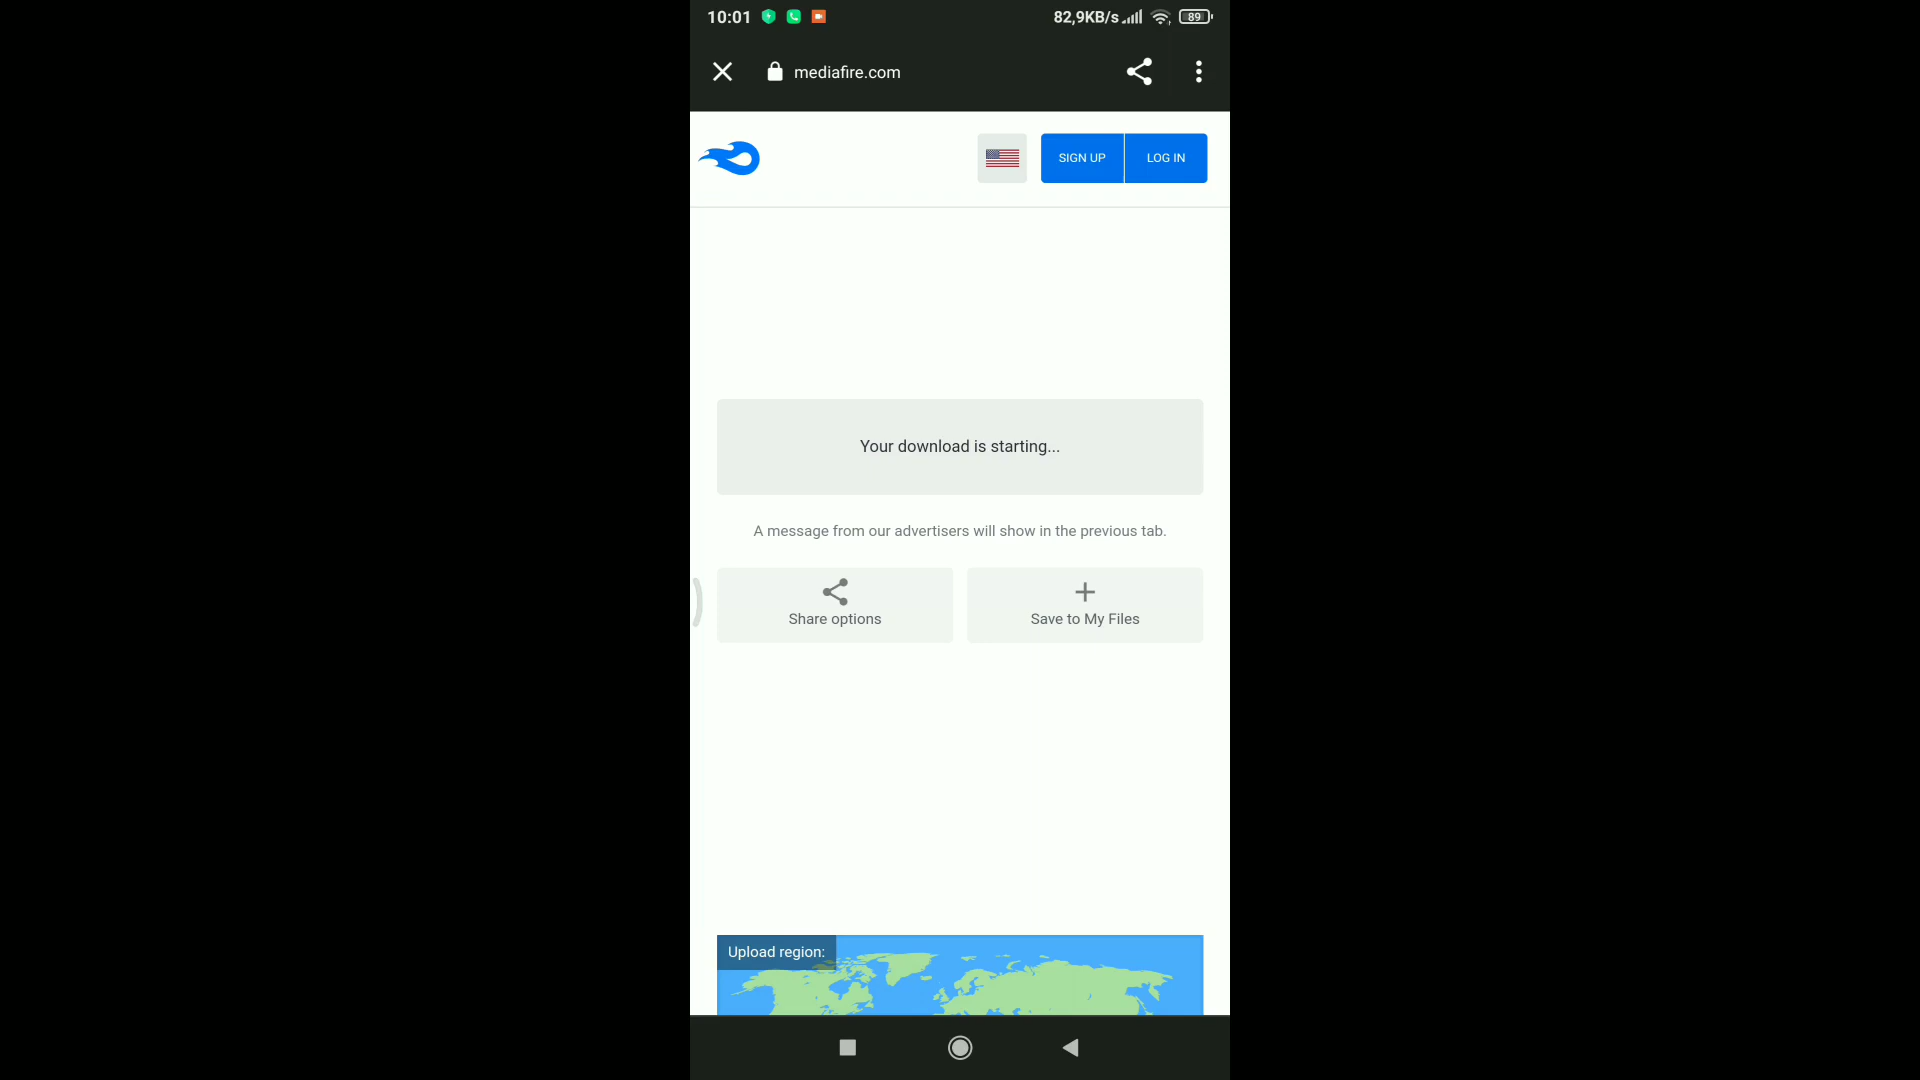 10:01 82,9KB/s 89
mediafire.com
SIGN UP LOG IN
Your download is starting...
A message from our advertisers will show in the previous tab.
Share options Save to My Files
Upload region: